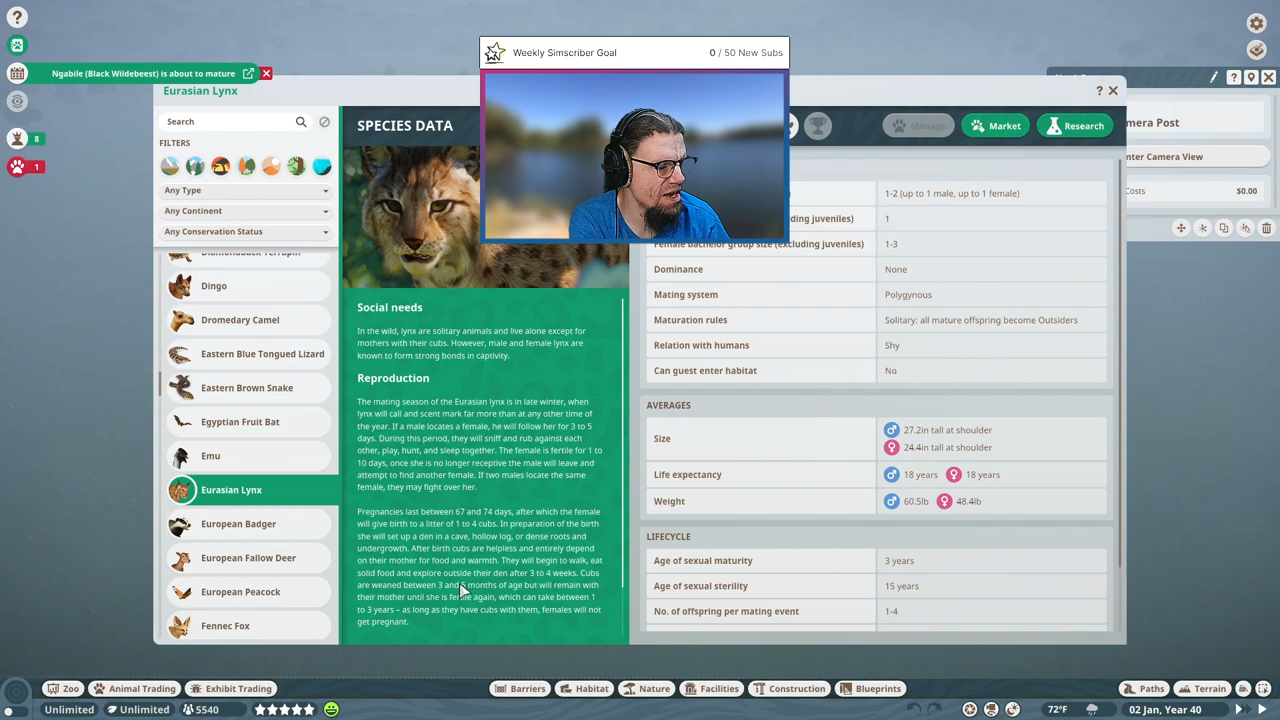 Weekly Simscriber Goal 0 / 50 New Subs
Ngabile (Black Wildebeest) is about to mature
Eurasian Lynx
8
1
Search
FILTERS
Any Type
Any Continent
Any Conservation Status
Diamondback Terrapin
Dingo
Dromedary Camel
Eastern Blue Tongued Lizard
Eastern Brown Snake
Egyptian Fruit Bat
Emu
Eurasian Lynx
European Badger
European Fallow Deer
European Peacock
Fennec Fox
SPECIES DATA
Social needs
In the wild, lynx are solitary animals and live alone except for
mothers with their cubs. However, male and female lynx are
known to form strong bonds in captivity.
Reproduction
The mating season of the Eurasian lynx is in late winter, when
lynx will call and scent mark far more than at any other time of
the year. If a male locates a female, he will follow her for 3 to 5
days. During this period, they will sniff and rub against each
other, play, hunt, and sleep together. The female is fertile for 1 to
10 days, once she is no longer receptive the male will leave and
attempt to find another female. If two males locate the same
female, they may fight over her.
Pregnancies last between 67 and 74 days, after which the female
will give birth to a litter of 1 to 4 cubs. In preparation of the birth
she will set up a den in a cave, hollow log, or dense roots and
undergrowth. After birth cubs are helpless and entirely depend
on their mother for food and warmth. They will begin to walk, eat
solid food and explore outside their den after 3 to 4 weeks. Cubs
are weaned between 3 and months of age but will remain with
their mother until she is fertile again, which can take between 1
to 3 years – as long as they have cubs with them, females will not
get pregnant.
Manage Market Research
1-2 (up to 1 male, up to 1 female)
ding juveniles) 1
Female bachelor group size (excluding juveniles) 1-3
Dominance None
Mating system Polygynous
Maturation rules Solitary: all mature offspring become Outsiders
Relation with humans Shy
Can guest enter habitat No
AVERAGES
Size 27.2in tall at shoulder
24.4in tall at shoulder
Life expectancy 18 years 18 years
Weight 60.5lb 48.4lb
LIFECYCLE
Age of sexual maturity 3 years
Age of sexual sterility 15 years
No. of offspring per mating event 1-4
mera Post
nter Camera View
Costs $0.00
Zoo Animal Trading Exhibit Trading Barriers Habitat Nature Facilities Construction Blueprints Paths Terrain
Unlimited Unlimited 5540 72°F 02 Jan, Year 40